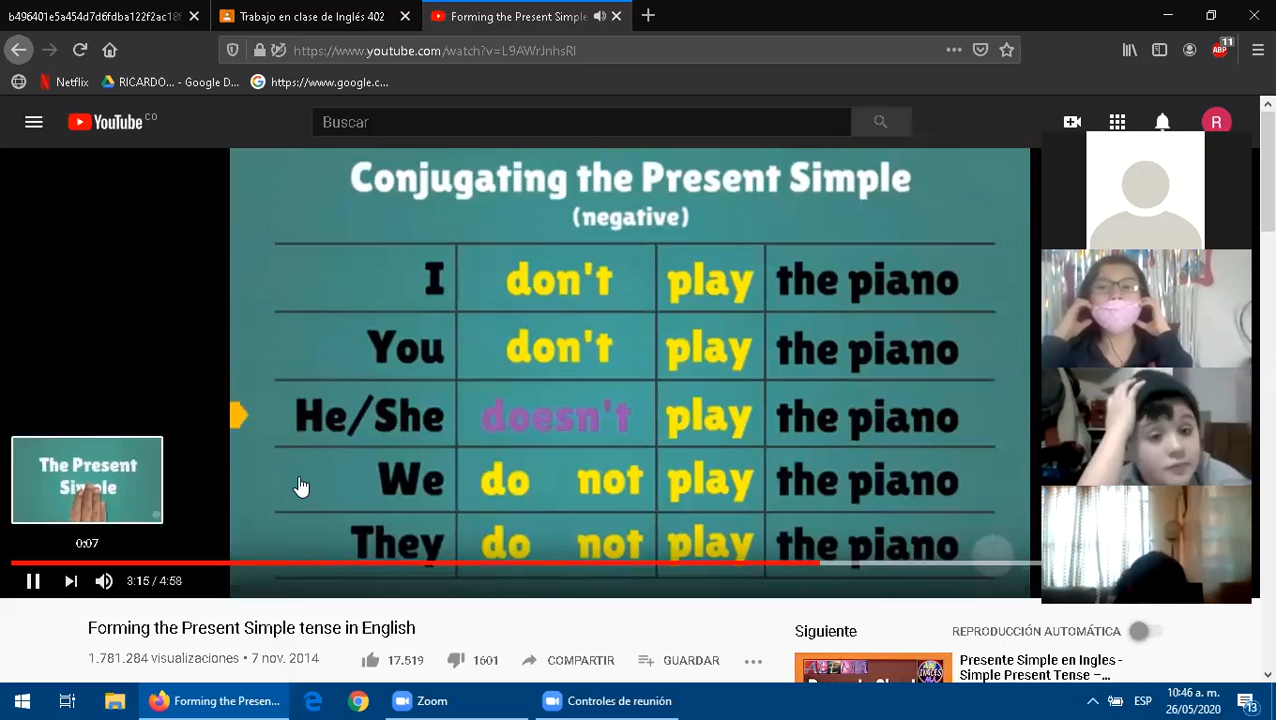 b496401e5a454d7d6fdba122f2ac18f
Trabajo en clase de Inglés 402
Forming the Present Simple
https://www.youtube.com/watch?v=L9AWrJnhsRI
11
Netflix
RICARDO... - Google D...
https://www.google.c...
YouTube CO
Buscar
R
Conjugating the Present Simple
(negative)
I don't play the piano
You don't play the piano
He/She doesn't play the piano
We do not play the piano
They do not play the piano
The Present
Simple
0:07
3:15 / 4:58
Forming the Present Simple tense in English
1.781.284 visualizaciones • 7 nov. 2014
17.519
1601
COMPARTIR
GUARDAR
Siguiente
REPRODUCCIÓN AUTOMÁTICA
Presente Simple en Ingles -
Simple Present Tense –...
Forming the Presen...
Zoom
Controles de reunión
ESP
10:46 a. m.
26/05/2020
13